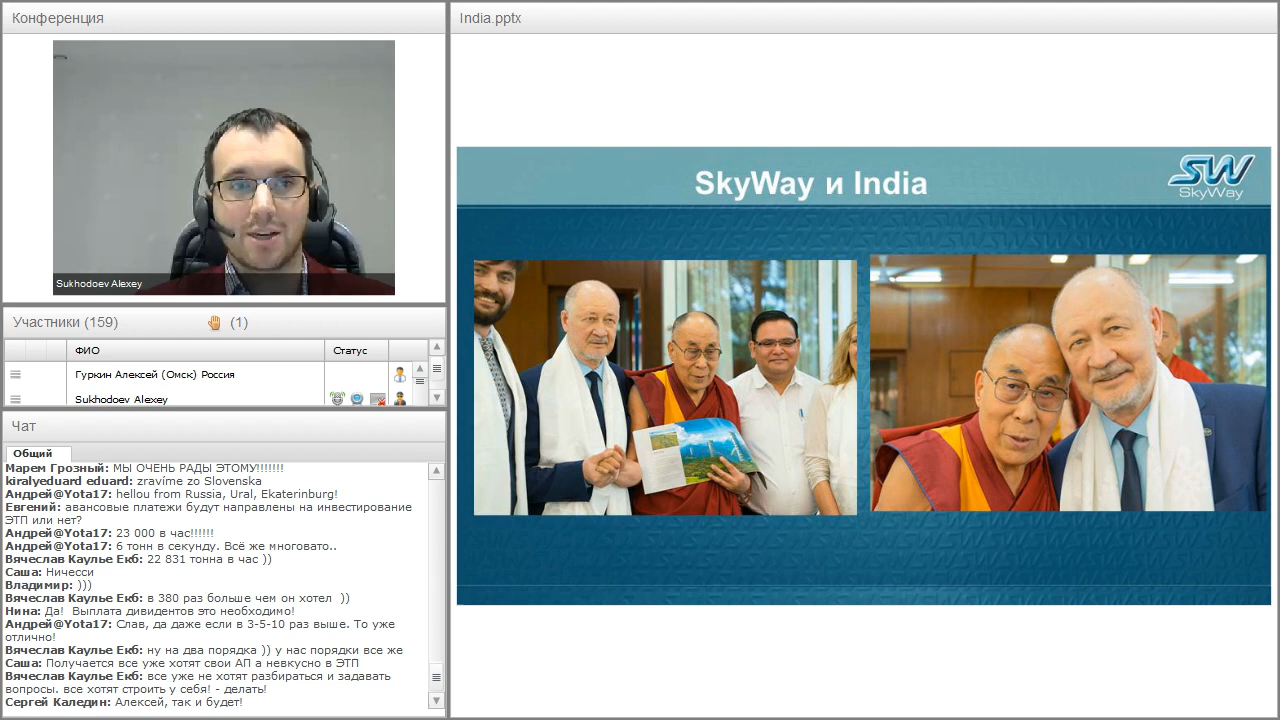 Конференция
Sukhodoev Alexey
Участники (159)
(1)
ФИО
Статус
Гуркин Алексей (Омск) Россия
Sukhodoev Alexey
Чат
Общий
Марем Грозный: МЫ ОЧЕНЬ РАДЫ ЭТОМУ!!!!!!!
kiralyeduard eduard: zravime zo Slovenska
Андрей@Yota17: hellou from Russia, Ural, Ekaterinburg!
Евгений: авансовые платежи будут направлены на инвестирование
ЭТП или нет?
Андрей@Yota17: 23 000 в час!!!!!!
Андрей@Yota17: 6 тонн в секунду. Всё же многовато..
Вячеслав Каулье Екб: 22 831 тонна в час ))
Саша: Ничесси
Владимир: )))
Вячеслав Каулье Екб: в 380 раз больше чем он хотел ))
Нина: Да! Выплата дивидентов это необходимо!
Андрей@Yota17: Слав, да даже если в 3-5-10 раз выше. То уже
отлично!
Вячеслав Каулье Екб: ну на два порядка )) у нас порядки все же
Саша: Получается все уже хотят свои АП а невкусно в ЭТП
Вячеслав Каулье Екб: все уже не хотят разбираться и задавать
вопросы. все хотят строить у себя! - делать!
Сергей Каледин: Алексей, так и будет!
India.pptx
SkyWay и India
SW
SkyWay